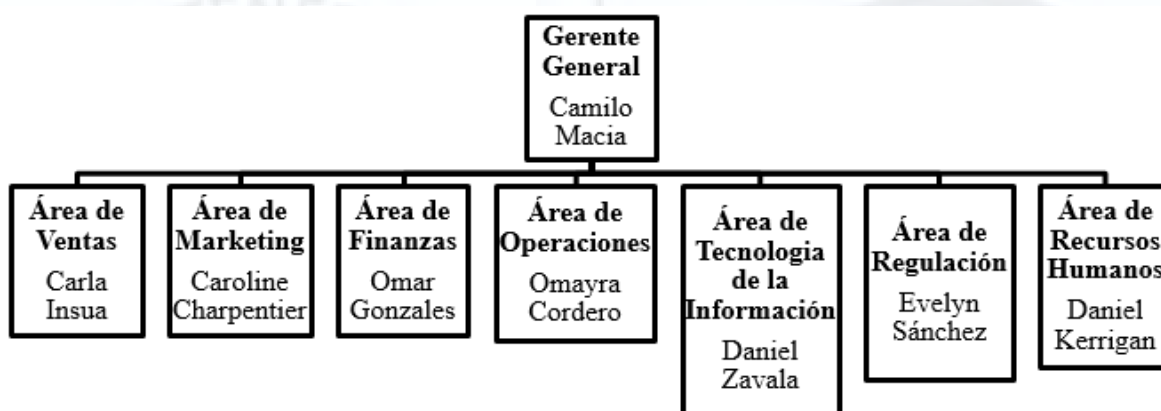 Gerente
General
Camilo
Macia
Área de
Ventas
Carla
Insua
Área de
Marketing
Caroline
Charpentier
Área de
Finanzas
Omar
Gonzales
Área de
Operaciones
Omayra
Cordero
Área de
Tecnologia
de la
Información
Daniel
Zavala
Área de
Regulación
Evelyn
Sánchez
Área de
Recursos
Humanos
Daniel
Kerrigan